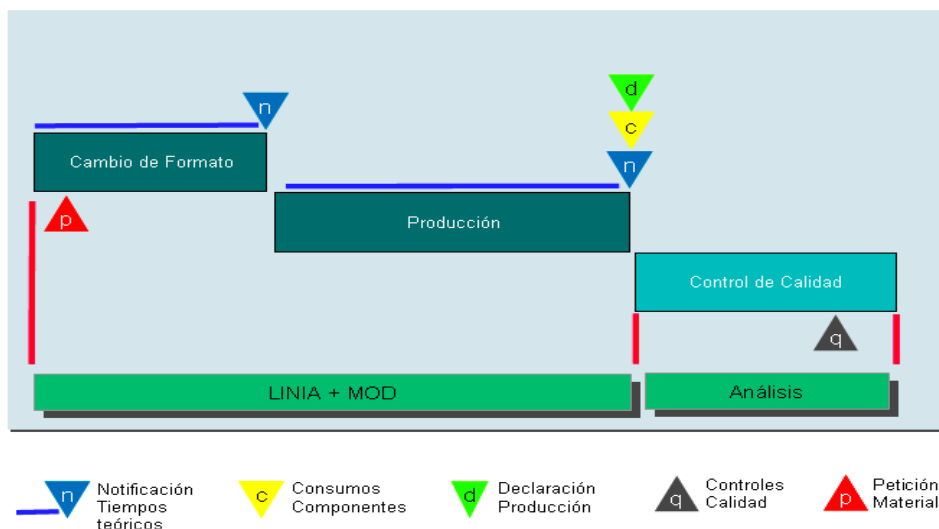 d
n
c
Cambio de Formato
n
p
Producción
Control de Calidad
q
LINIA + MOD
Análisis
n
Notificación
Tiempos
teóricos
c
Consumos
Componentes
d
Declaración
Producción
q
Controles
Calidad
p
Petición
Material